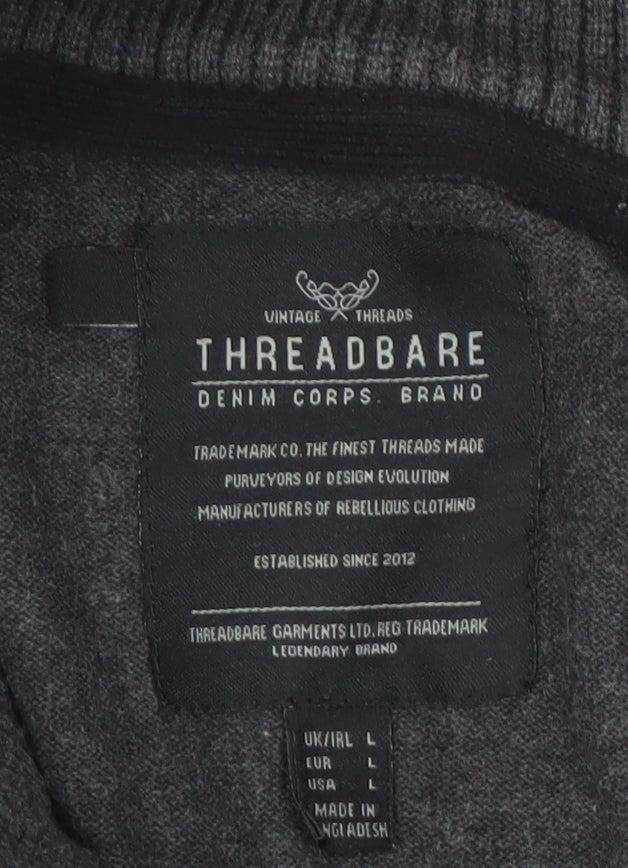 VINTAGE THREADS
THREADBARE
DENIM CORPS. BRAND
TRADEMARK CO. THE FINEST THREADS MADE
PURVEYORS OF DESIGN EVOLUTION
MANUFACTURERS OF REBELLIOUS CLOTHING
ESTABLISHED SINCE 2012
THREADBARE GARMENTS LTD. REG TRADEMARK
LEGENDARY BRAND
UK/IRL L
EUR L
USA L
MADE IN